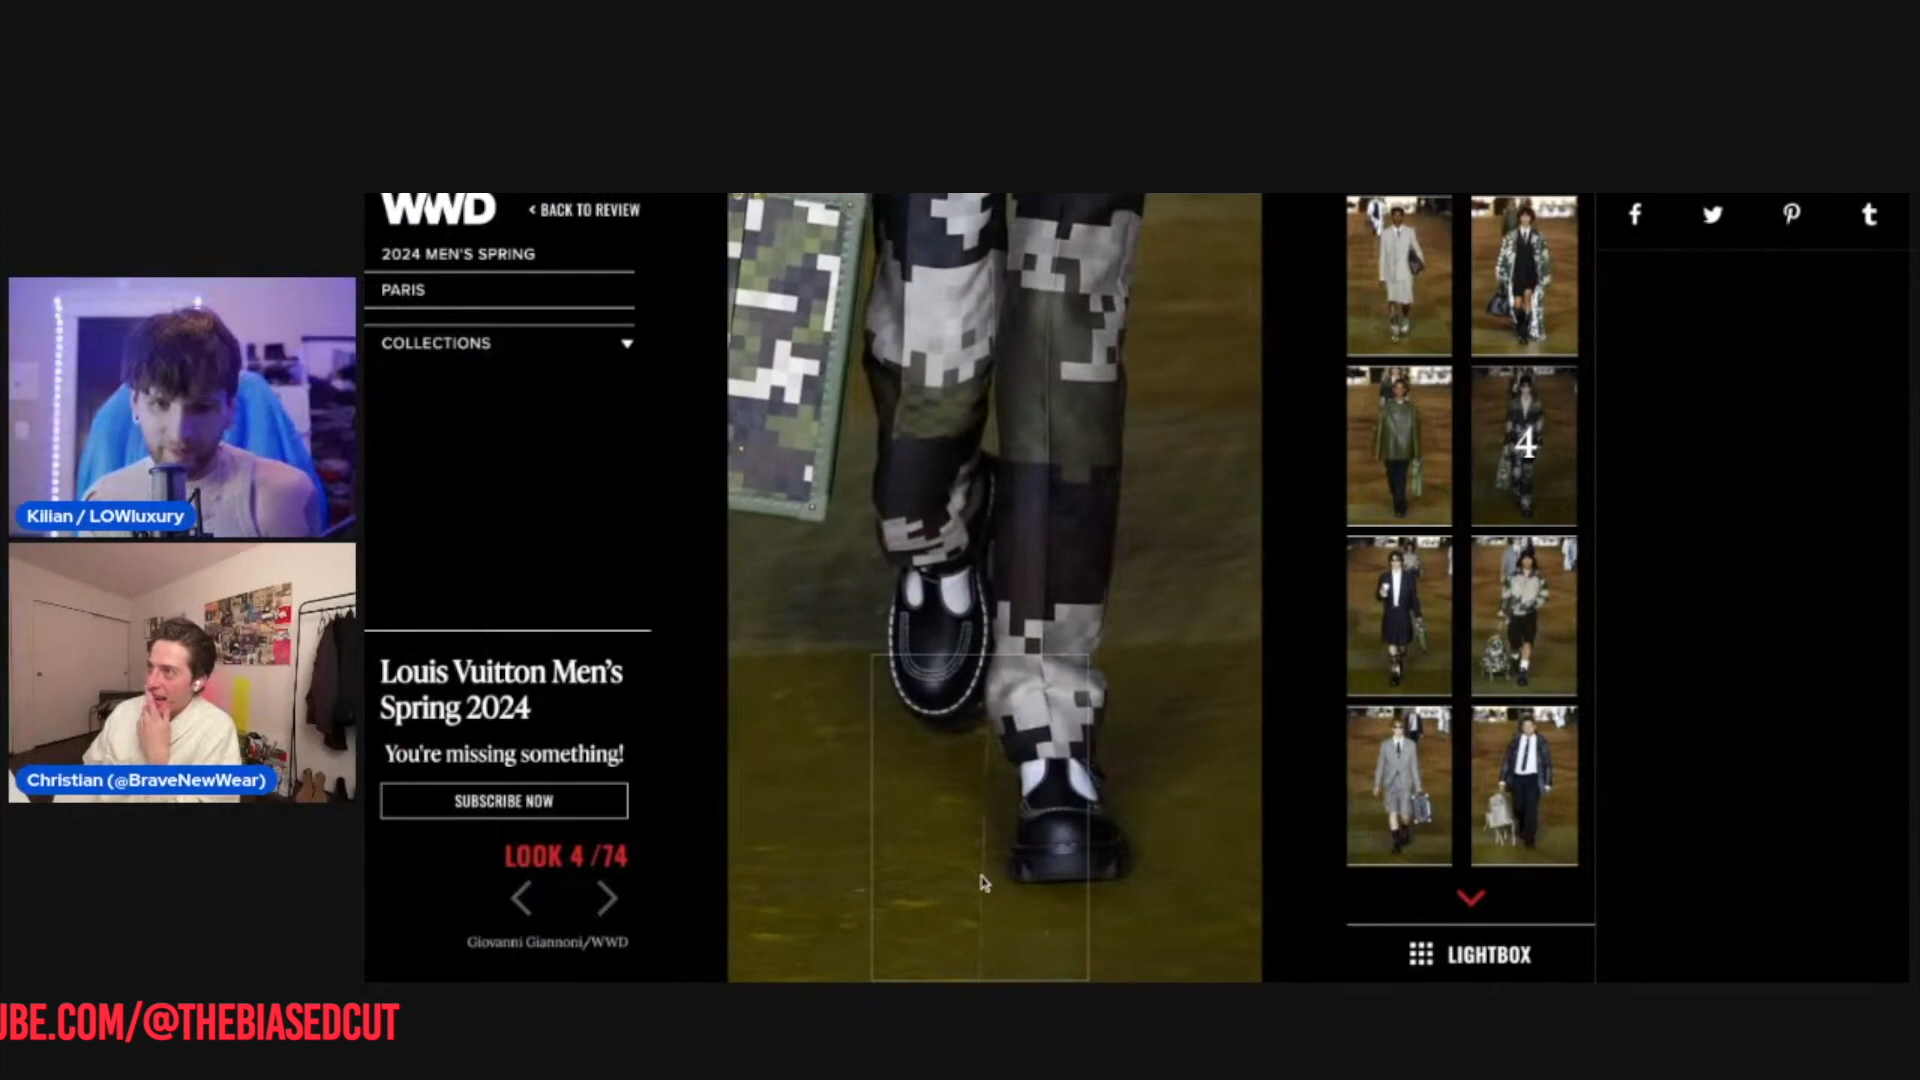 WWD
< BACK TO REVIEW
2024 MEN'S SPRING
PARIS
COLLECTIONS
Kilian / LOWluxury
Christian (@BraveNewWear)
Louis Vuitton Men's
Spring 2024
You're missing something!
SUBSCRIBE NOW
LOOK 4 /74
Giovanni Giannoni/WWD
4
LIGHTBOX
UBE.COM/@THEBIASEDCUT